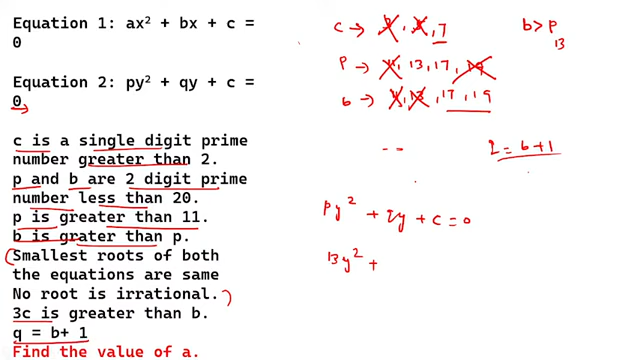 Equation 1: ax² + bx + c =
0
Equation 2: py² + qy + c =
0
c is a single digit prime
number greater than 2.
p and b are 2 digit prime
number less than 20.
p is greater than 11.
b is greater than p.
Smallest roots of both
the equations are same
No root is irrational.
3c is greater than b.
q = b+ 1
Find the value of a.
c → 3, 5, 7
b > p
13
p → 11, 13, 17, 19
b → 11, 13, 17, 19
-- 
q = b+1
py² + qy + c = 0
13y² +